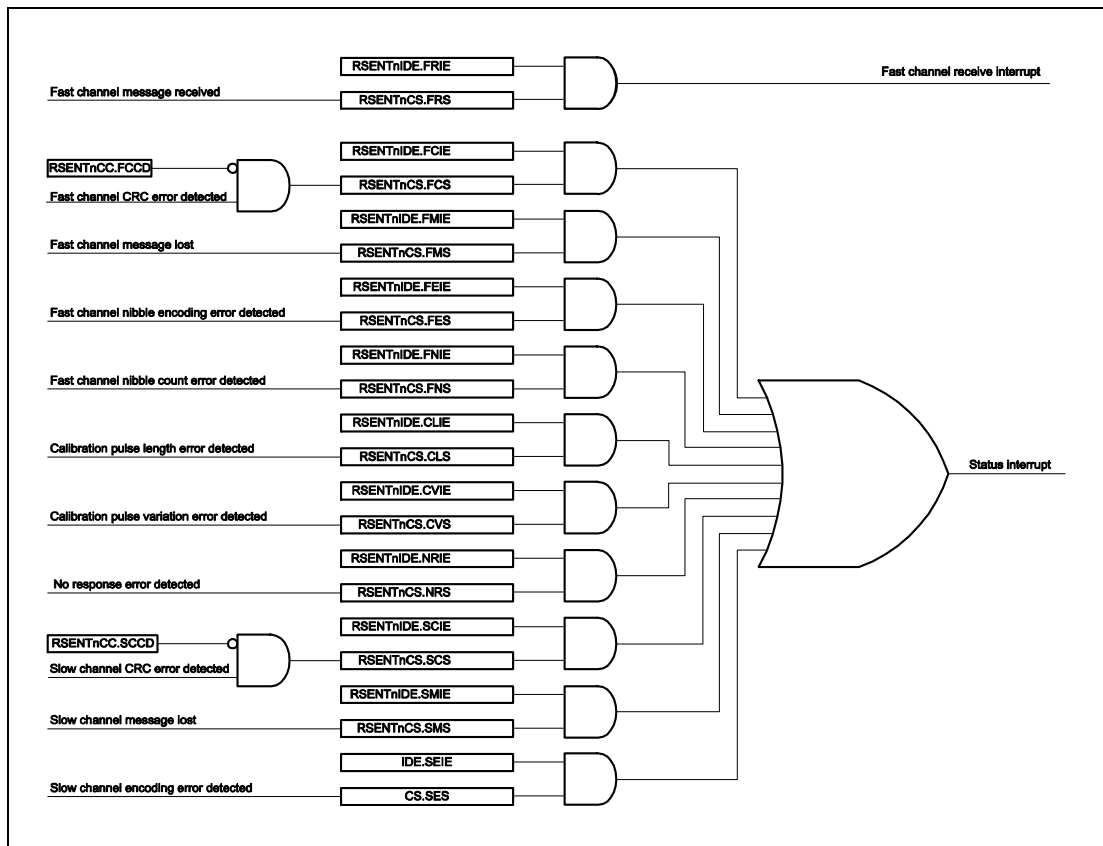 RSENTnIDE.FRIE
Fast channel receive interrupt
Fast channel message received
RSENTnCS.FRS
RSENTnIDE.FCIE
RSENTnCC.FCCD
RSENTnCS.FCS
Fast channel CRC error detected
RSENTnIDE.FMIE
Fast channel message lost
RSENTnCS.FMS
RSENTnIDE.FEIE
Fast channel nibble encoding error detected
RSENTnCS.FES
RSENTnIDE.FNIE
Fast channel nibble count error detected
RSENTnCS.FNS
RSENTnIDE.CLIE
Calibration pulse length error detected
RSENTnCS.CLS
Status interrupt
RSENTnIDE.CVIE
Calibration pulse variation error detected
RSENTnCS.CVS
RSENTnIDE.NRIE
No response error detected
RSENTnCS.NRS
RSENTnIDE.SCIE
RSENTnCC.SCCD
RSENTnCS.SCS
Slow channel CRC error detected
RSENTnIDE.SMIE
Slow channel message lost
RSENTnCS.SMS
IDE.SEIE
Slow channel encoding error detected
CS.SES